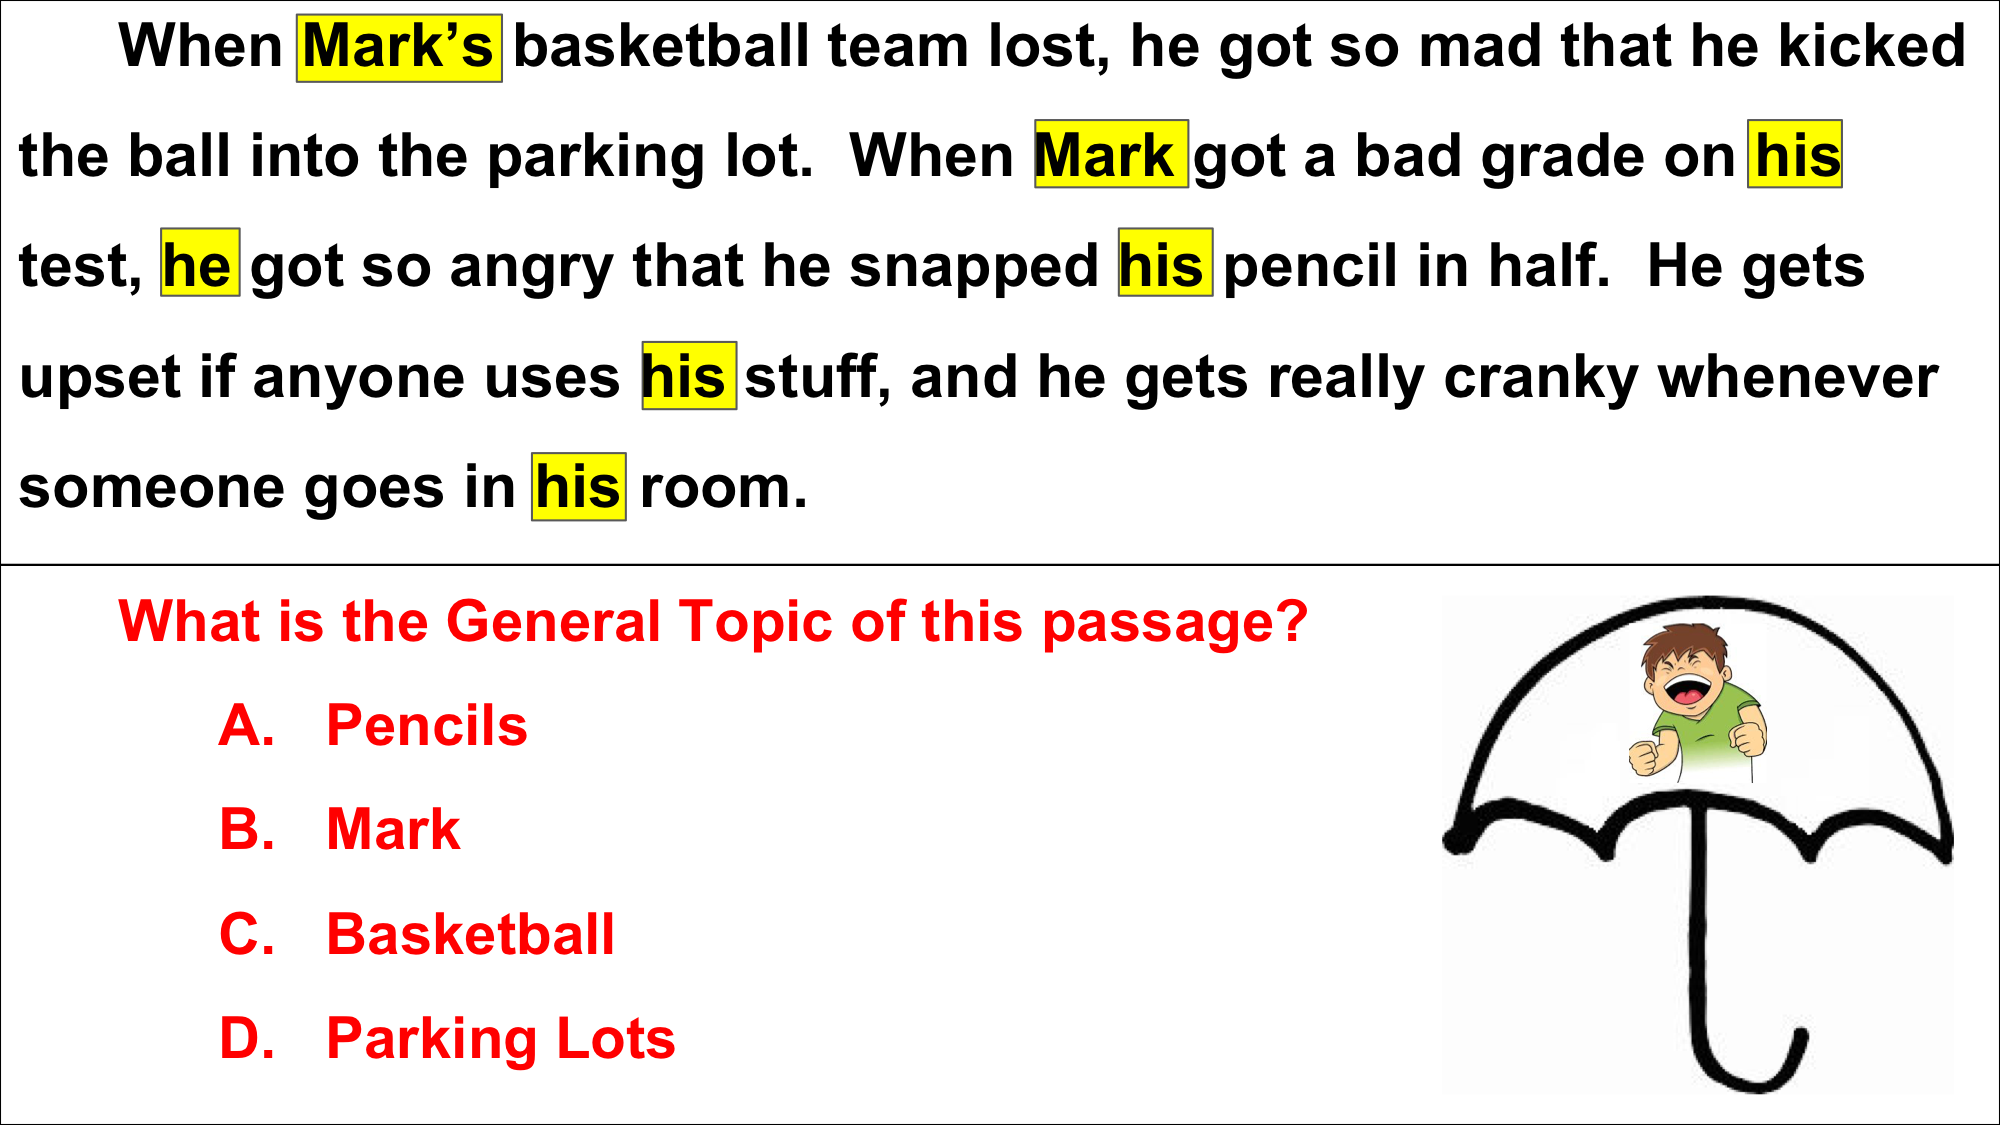 When Mark’s basketball team lost, he got so mad that he kicked
the ball into the parking lot.  When Mark got a bad grade on his
test, he got so angry that he snapped his pencil in half.  He gets
upset if anyone uses his stuff, and he gets really cranky whenever
someone goes in his room.
What is the General Topic of this passage?
A. Pencils
B. Mark
C. Basketball
D. Parking Lots